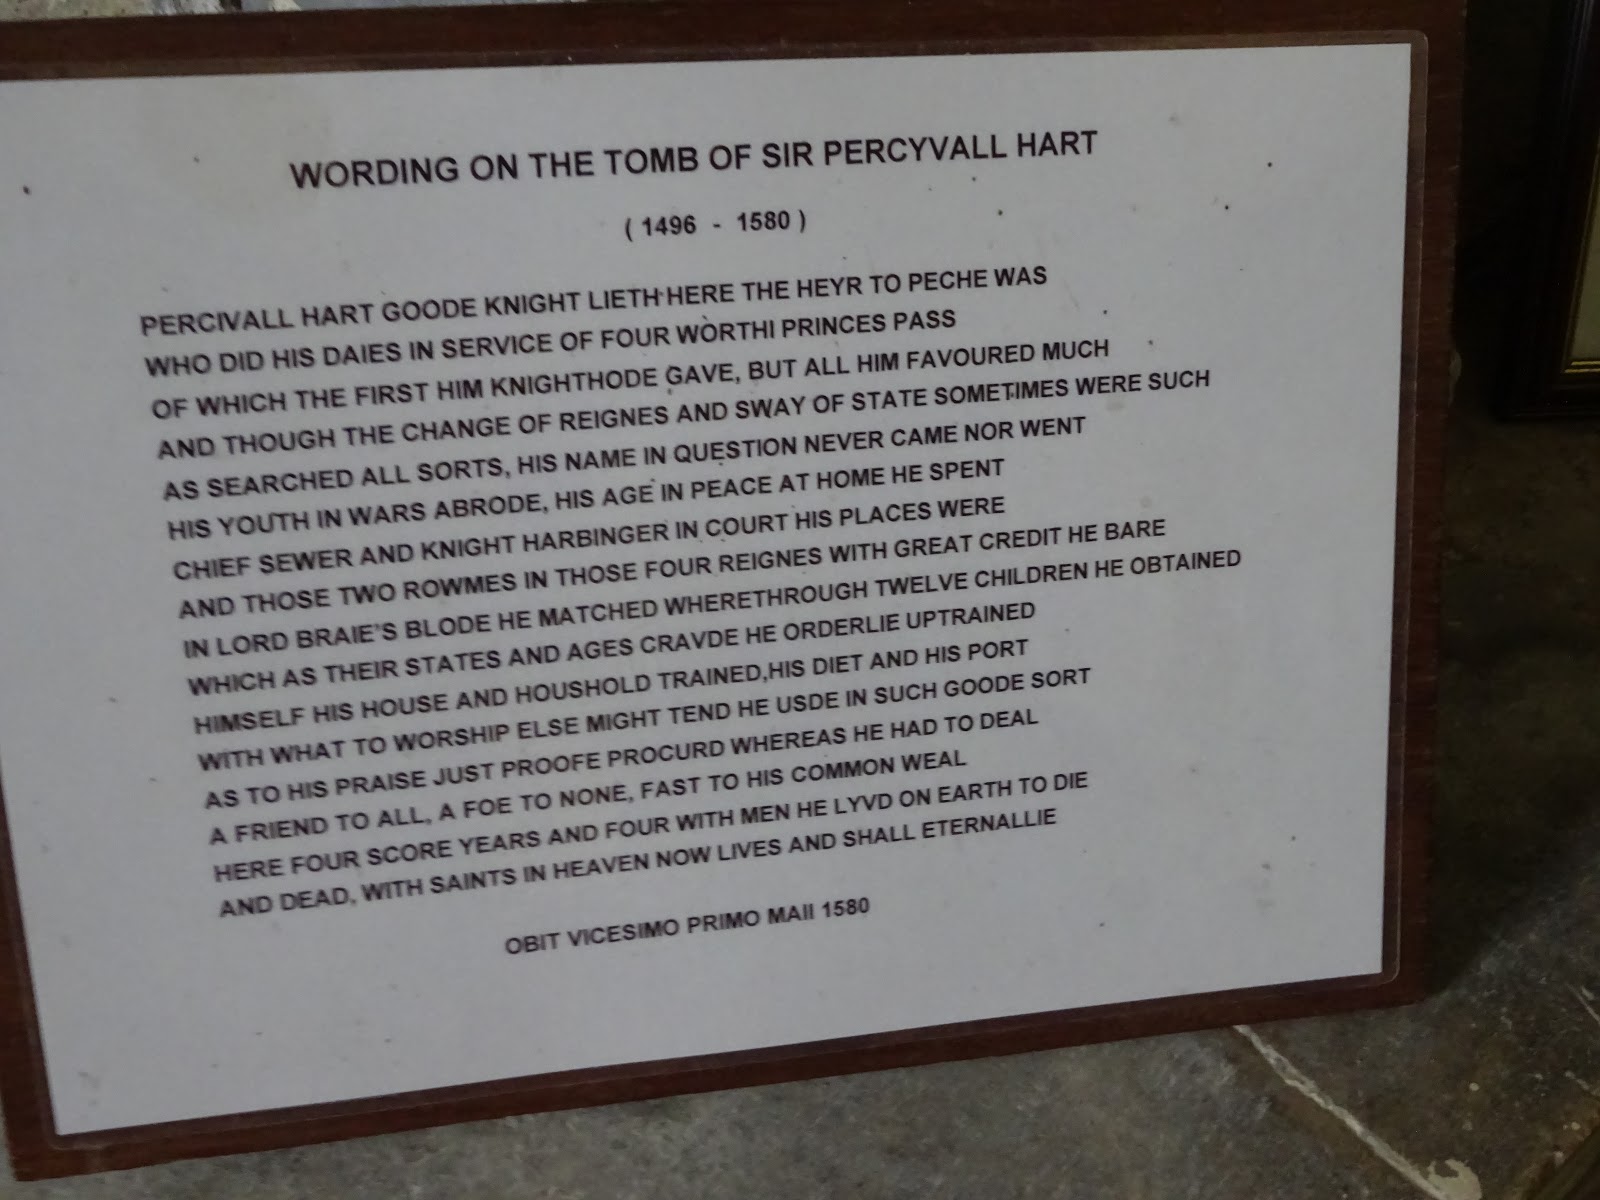 WORDING ON THE TOMB OF SIR PERCYVALL HART
( 1496 - 1580 )
PERCIVALL HART GOODE KNIGHT LIETH HERE THE HEYR TO PECHE WAS
WHO DID HIS DAIES IN SERVICE OF FOUR WORTHI PRINCES PASS
OF WHICH THE FIRST HIM KNIGHTHODE GAVE, BUT ALL HIM FAVOURED MUCH
AND THOUGH THE CHANGE OF REIGNES AND SWAY OF STATE SOMETIMES WERE SUCH
AS SEARCHED ALL SORTS, HIS NAME IN QUESTION NEVER CAME NOR WENT
HIS YOUTH IN WARS ABRODE, HIS AGE IN PEACE AT HOME HE SPENT
CHIEF SEWER AND KNIGHT HARBINGER IN COURT HIS PLACES WERE
AND THOSE TWO ROWMES IN THOSE FOUR REIGNES WITH GREAT CREDIT HE BARE
IN LORD BRAIE'S BLODE HE MATCHED WHERETHROUGH TWELVE CHILDREN HE OBTAINED
WHICH AS THEIR STATES AND AGES CRAVDE HE ORDERLIE UPTRAINED
HIMSELF HIS HOUSE AND HOUSHOLD TRAINED,HIS DIET AND HIS PORT
WITH WHAT TO WORSHIP ELSE MIGHT TEND HE USDE IN SUCH GOODE SORT
AS TO HIS PRAISE JUST PROOFE PROCURD WHEREAS HE HAD TO DEAL
A FRIEND TO ALL, A FOE TO NONE, FAST TO HIS COMMON WEAL
HERE FOUR SCORE YEARS AND FOUR WITH MEN HE LYVD ON EARTH TO DIE
AND DEAD, WITH SAINTS IN HEAVEN NOW LIVES AND SHALL ETERNALLIE
OBIT VICESIMO PRIMO MAII 1580